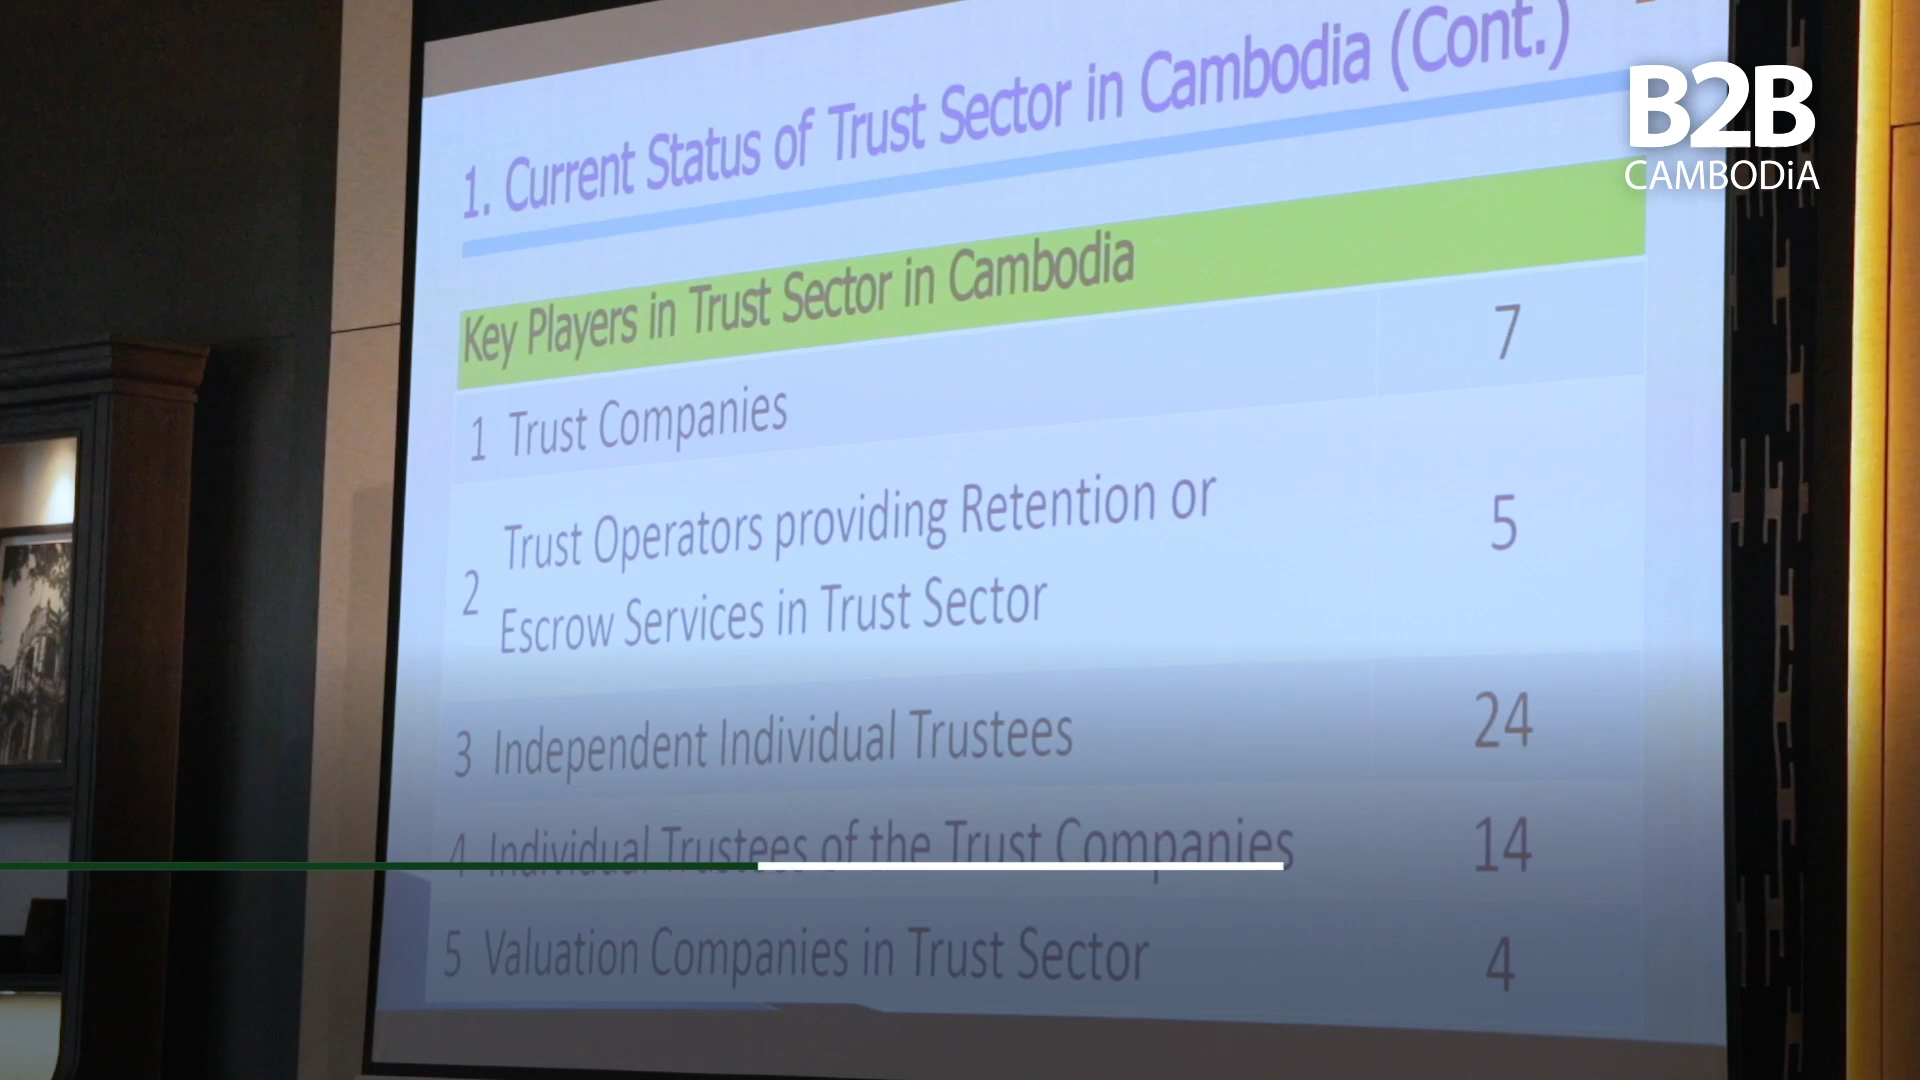 1. Current Status of Trust Sector in Cambodia (Cont.)
B2B
CAMBODiA
Key Players in Trust Sector in Cambodia
1 Trust Companies 7
2 Trust Operators providing Retention or
Escrow Services in Trust Sector 5
3 Independent Individual Trustees 24
4 Individual Trustees of the Trust Companies 14
5 Valuation Companies in Trust Sector 4